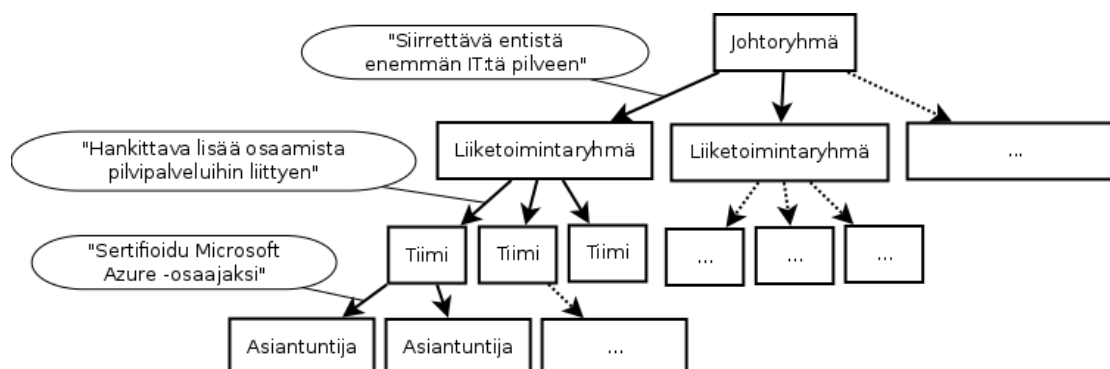 "Siirrettävä entistä
enemmän IT:tä pilveen"
Johtoryhmä
"Hankittava lisää osaamista
pilvipalveluihin liittyen"
Liiketoimintaryhmä
Liiketoimintaryhmä
...
"Sertifioidu Microsoft
Azure -osaajaksi"
Tiimi
Tiimi
Tiimi
...
...
...
Asiantuntija
Asiantuntija
...